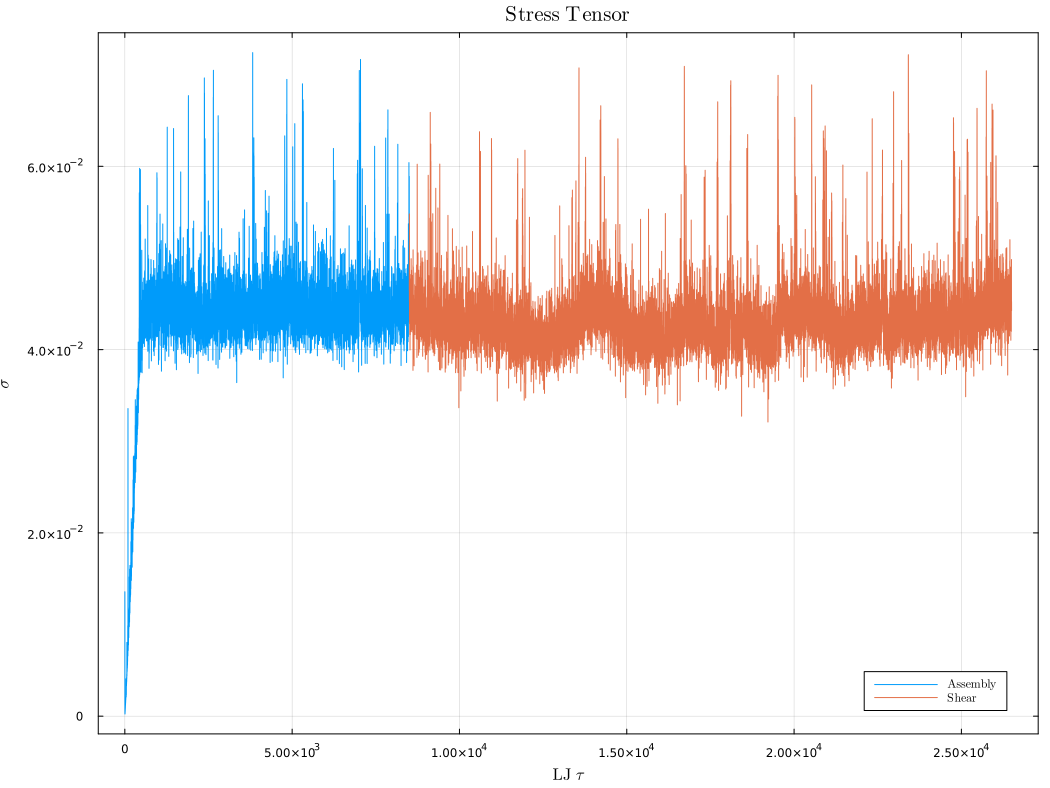 Stress Tensor
6.0×10⁻²
4.0×10⁻²
2.0×10⁻²
0
σ
0
5.00×10³
1.00×10⁴
1.50×10⁴
2.00×10⁴
2.50×10⁴
LJ τ
Assembly
Shear